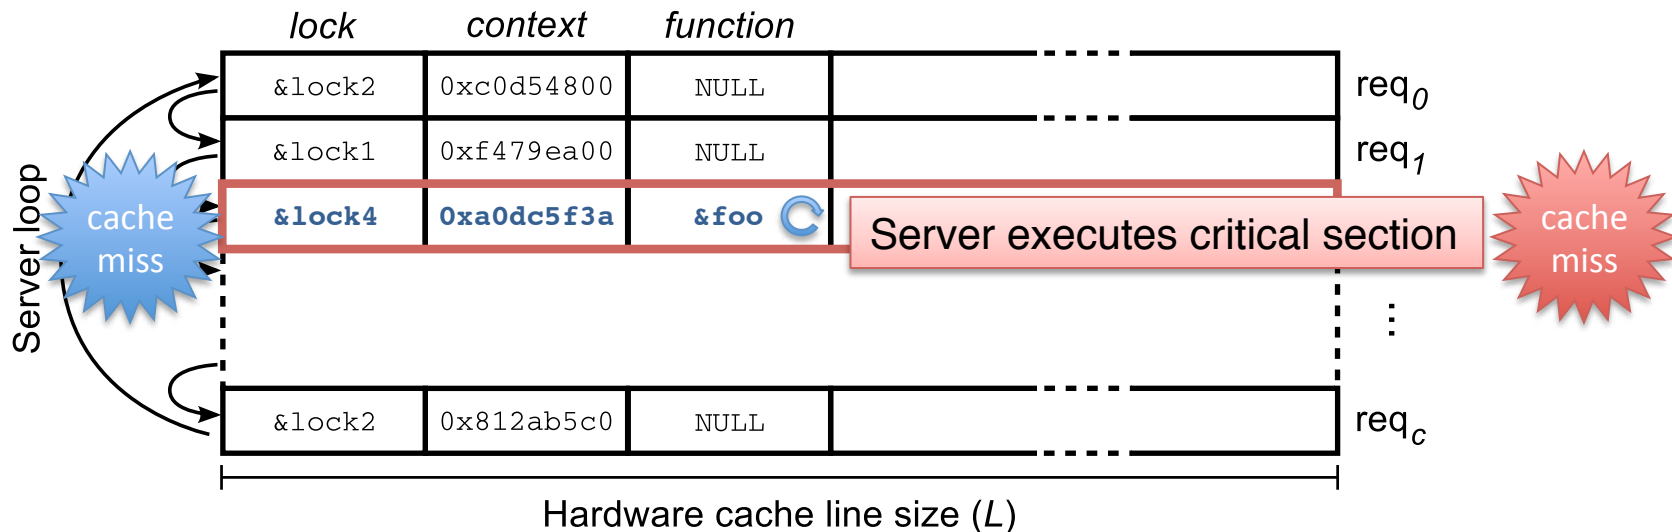 lock context function
&lock2 0xc0d54800 NULL req0
&lock1 0xf479ea00 NULL req1
Server loop
cache miss
&lock4 0xa0dc5f3a &foo
Server executes critical section
cache miss
...
&lock2 0x812ab5c0 NULL reqc
Hardware cache line size (L)